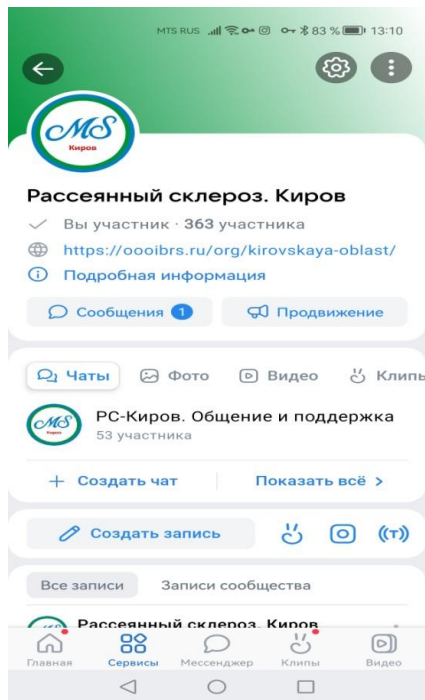 MTS RUS 83 % 13:10
MS
Киров
Рассеянный склероз. Киров
Вы участник · 363 участника
https://oooibrs.ru/org/kirovskaya-oblast/
Подробная информация
Сообщения 1 Продвижение
Чаты Фото Видео Клипы
MS
Киров
РС-Киров. Общение и поддержка
53 участника
+ Создать чат Показать всё >
Создать запись ((T))
Все записи Записи сообщества
Рассеянный склероз. Киров
Главная Сервисы Мессенджер Клипы Видео